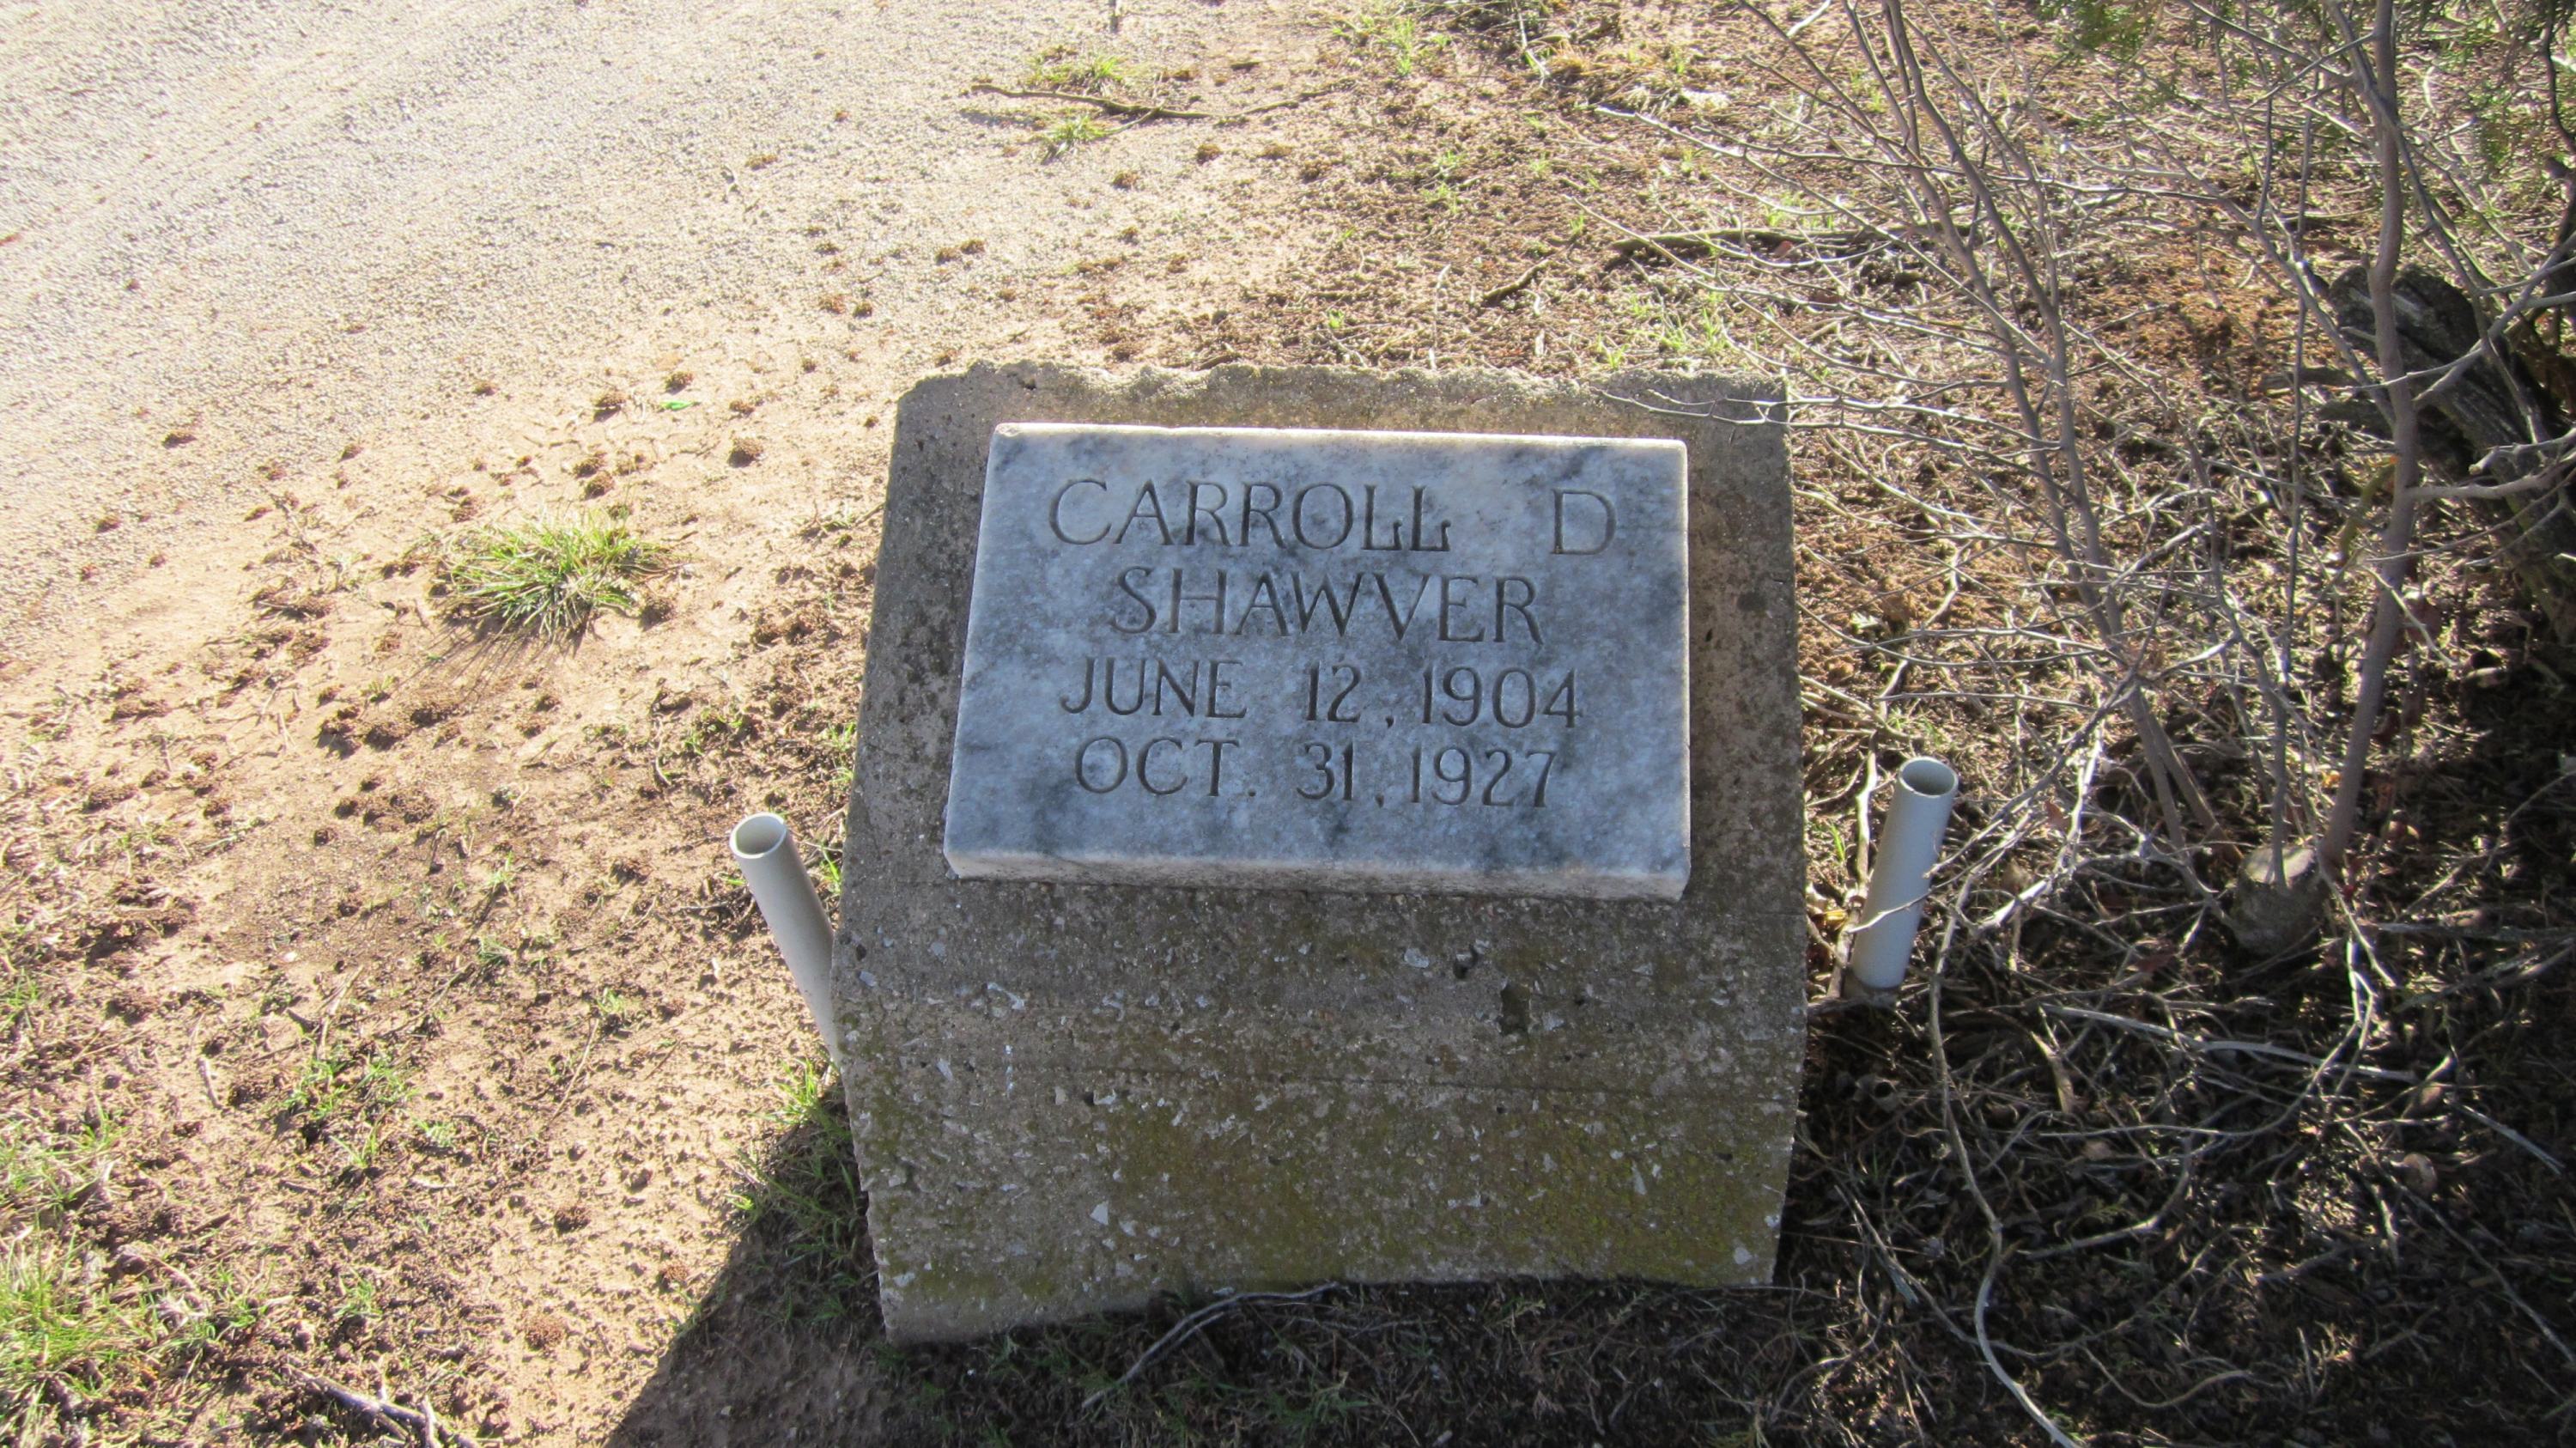 CARROLL D
SHAWVER
JUNE 12, 1904
OCT. 31, 1927